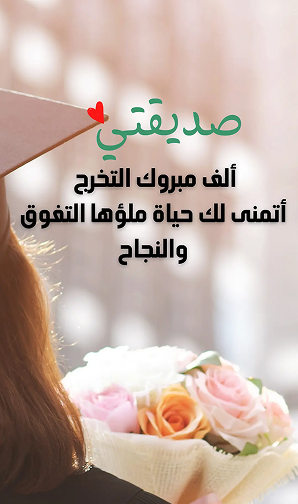 صديقتي
ألف مبروك التخرج
أتمنى لك حياة ملؤها التفوق
والنجاح